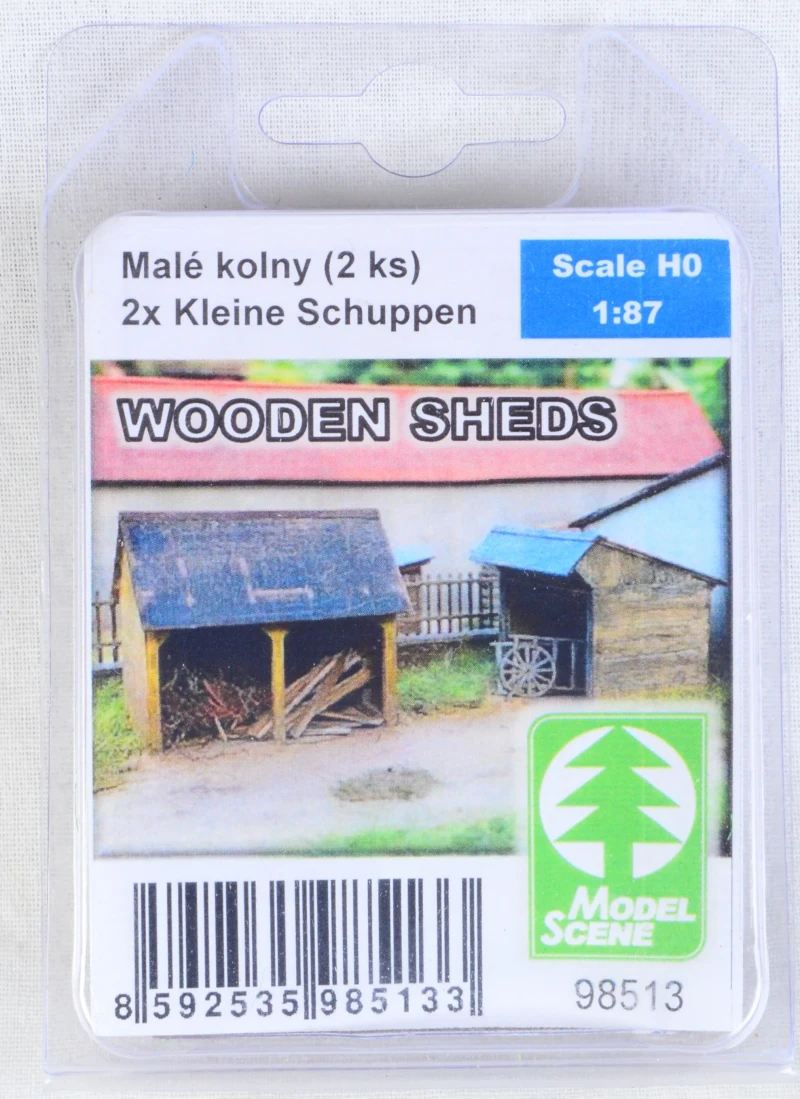 Malé kolny (2 ks)
2x Kleine Schuppen
Scale H0
1:87
WOODEN SHEDS
MODEL
SCENE
8 592535 985133
98513